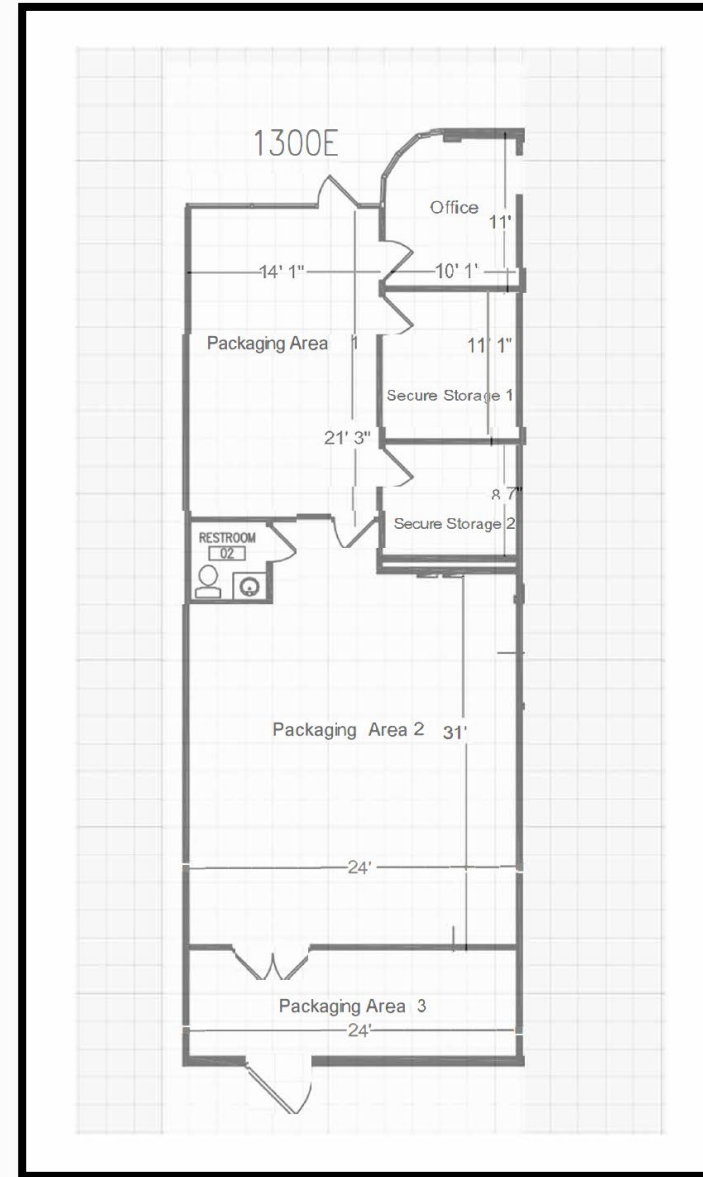 1300E
Office
11'
14' 1"
10' 1'
Packaging Area 1
11' 1"
Secure Storage 1
21' 3"
8 7"
Secure Storage 2
RESTROOM
02
Packaging Area 2
31'
24'
Packaging Area 3
24'